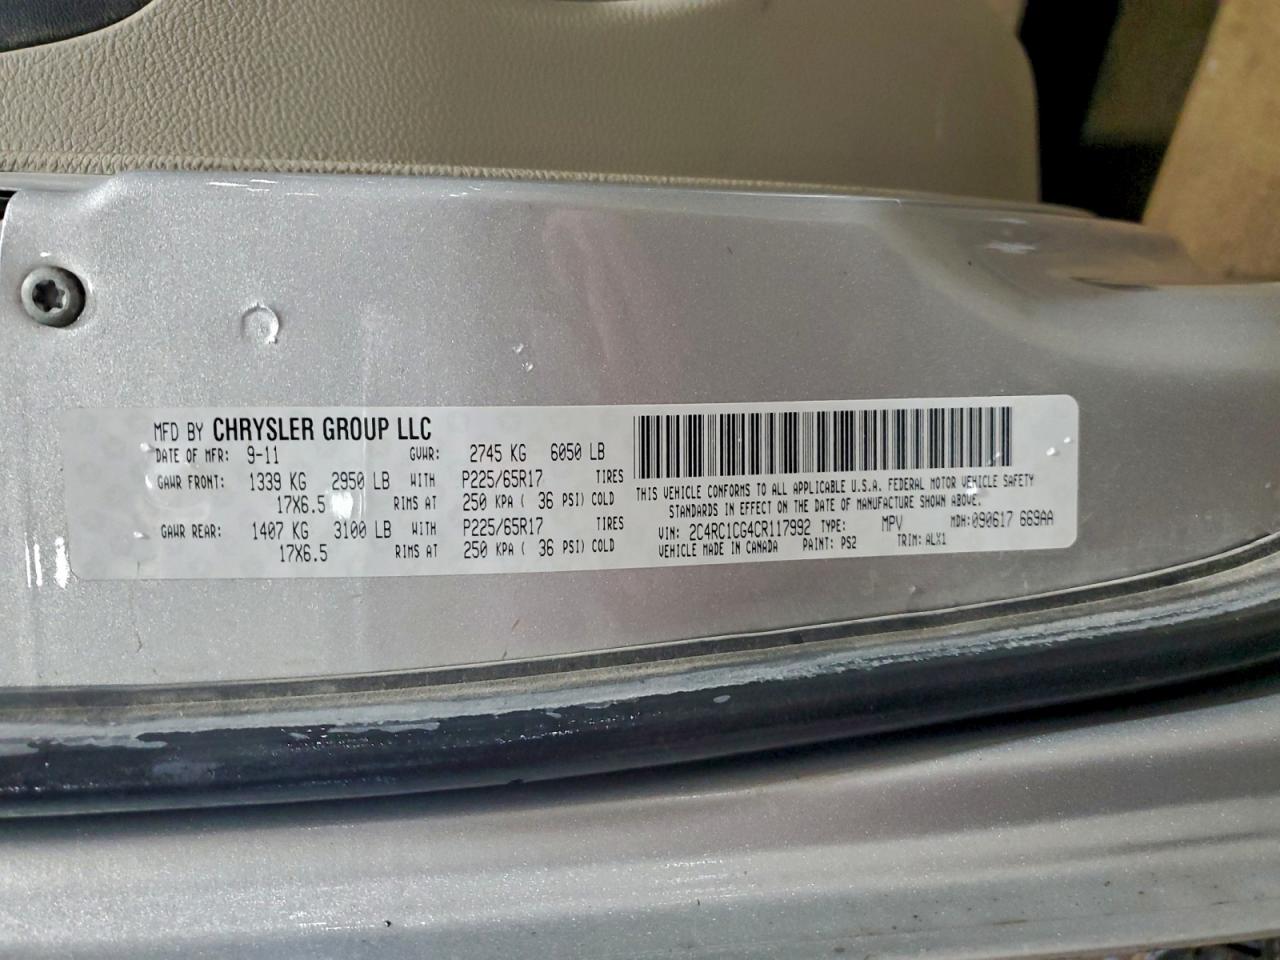 MFD BY CHRYSLER GROUP LLC
DATE OF MFR: 9-11 GVWR: 2745 KG 6050 LB
GAWR FRONT: 1339 KG 2950 LB WITH P225/65R17 TIRES
17X6.5 RIMS AT 250 KPA ( 36 PSI) COLD
GAWR REAR: 1407 KG 3100 LB WITH P225/65R17 TIRES
17X6.5 RIMS AT 250 KPA ( 36 PSI) COLD
THIS VEHICLE CONFORMS TO ALL APPLICABLE U.S.A. FEDERAL MOTOR VEHICLE SAFETY
STANDARDS IN EFFECT ON THE DATE OF MANUFACTURE SHOWN ABOVE.
VIN: 2C4RC1CG4CR117992 TYPE: MPV MDH:090617 669AA
VEHICLE MADE IN CANADA PAINT: PS2 TRIM: ALX1